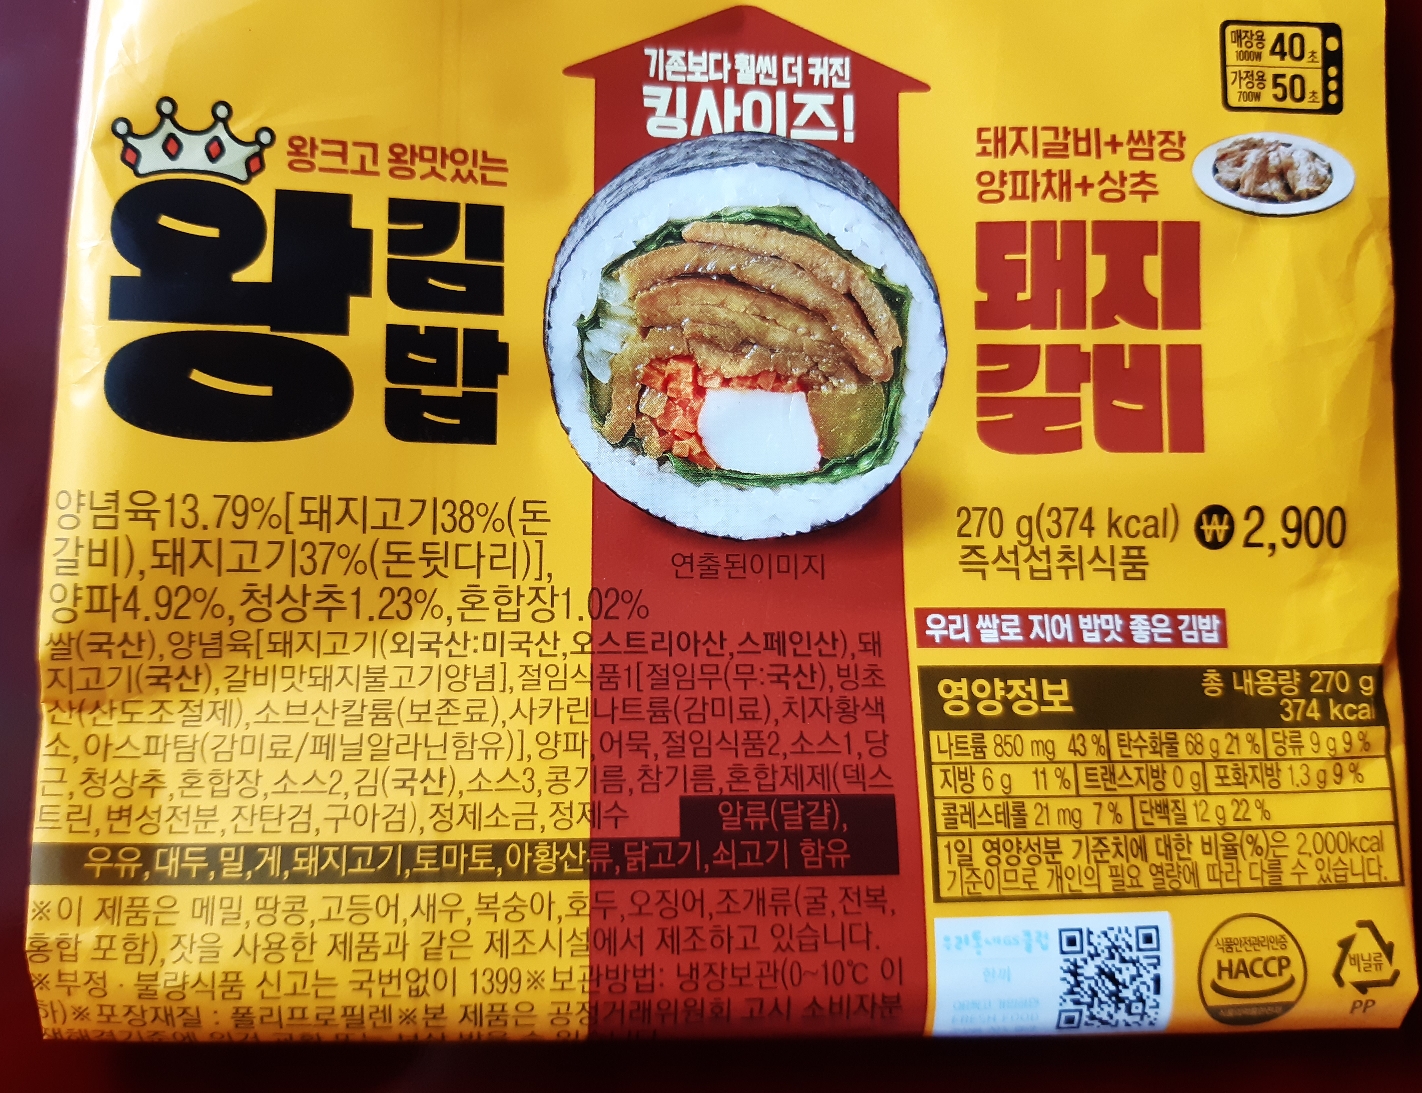 기존보다 훨씬 더 커진
킹사이즈!
매장용 1000W 40초
가정용 700W 50초
왕크고 왕맛있는
왕김밥
돼지갈비+쌈장
양파채+상추
돼지
갈비
연출된이미지
270 g(374 kcal) ₩2,900
즉석섭취식품
우리 쌀로 지어 밥맛 좋은 김밥
양념육13.79%[돼지고기38%(돈
갈비),돼지고기37%(돈뒷다리)],
양파4.92%,청상추1.23%,혼합장1.02%
쌀(국산),양념육[돼지고기(외국산:미국산,오스트리아산,스페인산),돼
지고기(국산),갈비맛돼지불고기양념],절임식품1[절임무(무:국산),빙초
산(산도조절제),소브산칼륨(보존료),사카린나트륨(감미료),치자황색
소,아스파탐(감미료/페닐알라닌함유)],양파,어묵,절임식품2,소스1,당
근,청상추,혼합장,소스2,김(국산),소스3,콩기름,참기름,혼합제제(덱스
트린,변성전분,잔탄검,구아검),정제소금,정제수
알류(달걀),
우유,대두,밀,게,돼지고기,토마토,아황산류,닭고기,쇠고기 함유
※이 제품은 메밀,땅콩,고등어,새우,복숭아,호두,오징어,조개류(굴,전복,
홍합 포함),잣을 사용한 제품과 같은 제조시설에서 제조하고 있습니다.
※부정·불량식품 신고는 국번없이 1399※보관방법: 냉장보관(0~10℃ 이
하)※포장재질 : 폴리프로필렌※본 제품은 공정거래위원회 고시 소비자분
영양정보
총 내용량 270 g
374 kcal
나트륨 850 mg 43 % 탄수화물 68 g 21 % 당류 9 g 9 %
지방 6 g 11 % 트랜스지방 0 g 포화지방 1.3 g 9 %
콜레스테롤 21 mg 7 % 단백질 12 g 22 %
1일 영양성분 기준치에 대한 비율(%)은 2,000kcal
기준이므로 개인의 필요 열량에 따라 다를 수 있습니다.
식품안전관리인증
HACCP
비닐류
PP